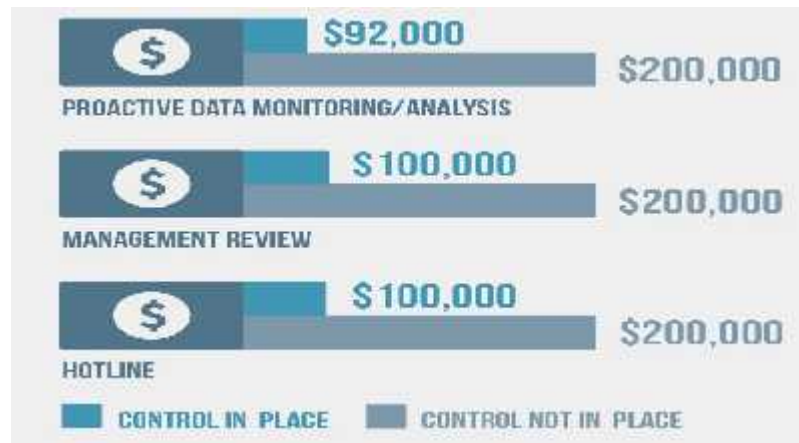 $
$92,000
$200,000
PROACTIVE DATA MONITORING/ANALYSIS
$
$100,000
$200,000
MANAGEMENT REVIEW
$
$100,000
$200,000
HOTLINE
CONTROL IN PLACE CONTROL NOT IN PLACE